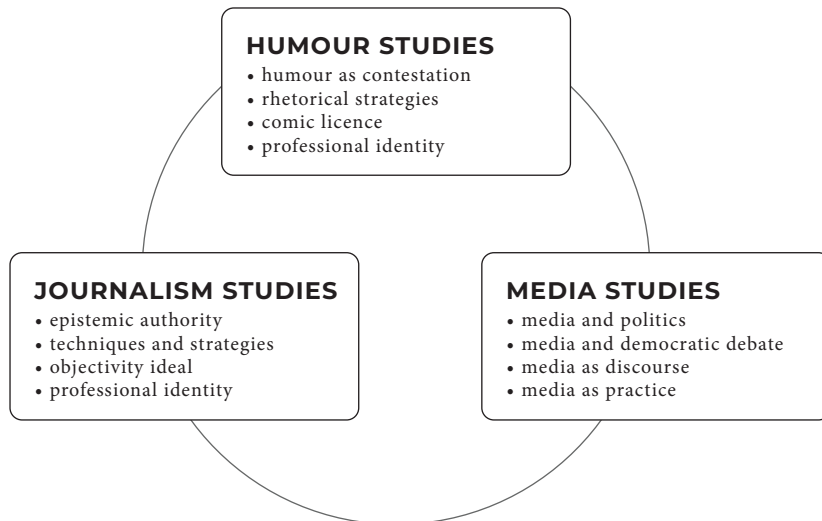 HUMOUR STUDIES
• humour as contestation
• rhetorical strategies
• comic licence
• professional identity
JOURNALISM STUDIES
• epistemic authority
• techniques and strategies
• objectivity ideal
• professional identity
MEDIA STUDIES
• media and politics
• media and democratic debate
• media as discourse
• media as practice